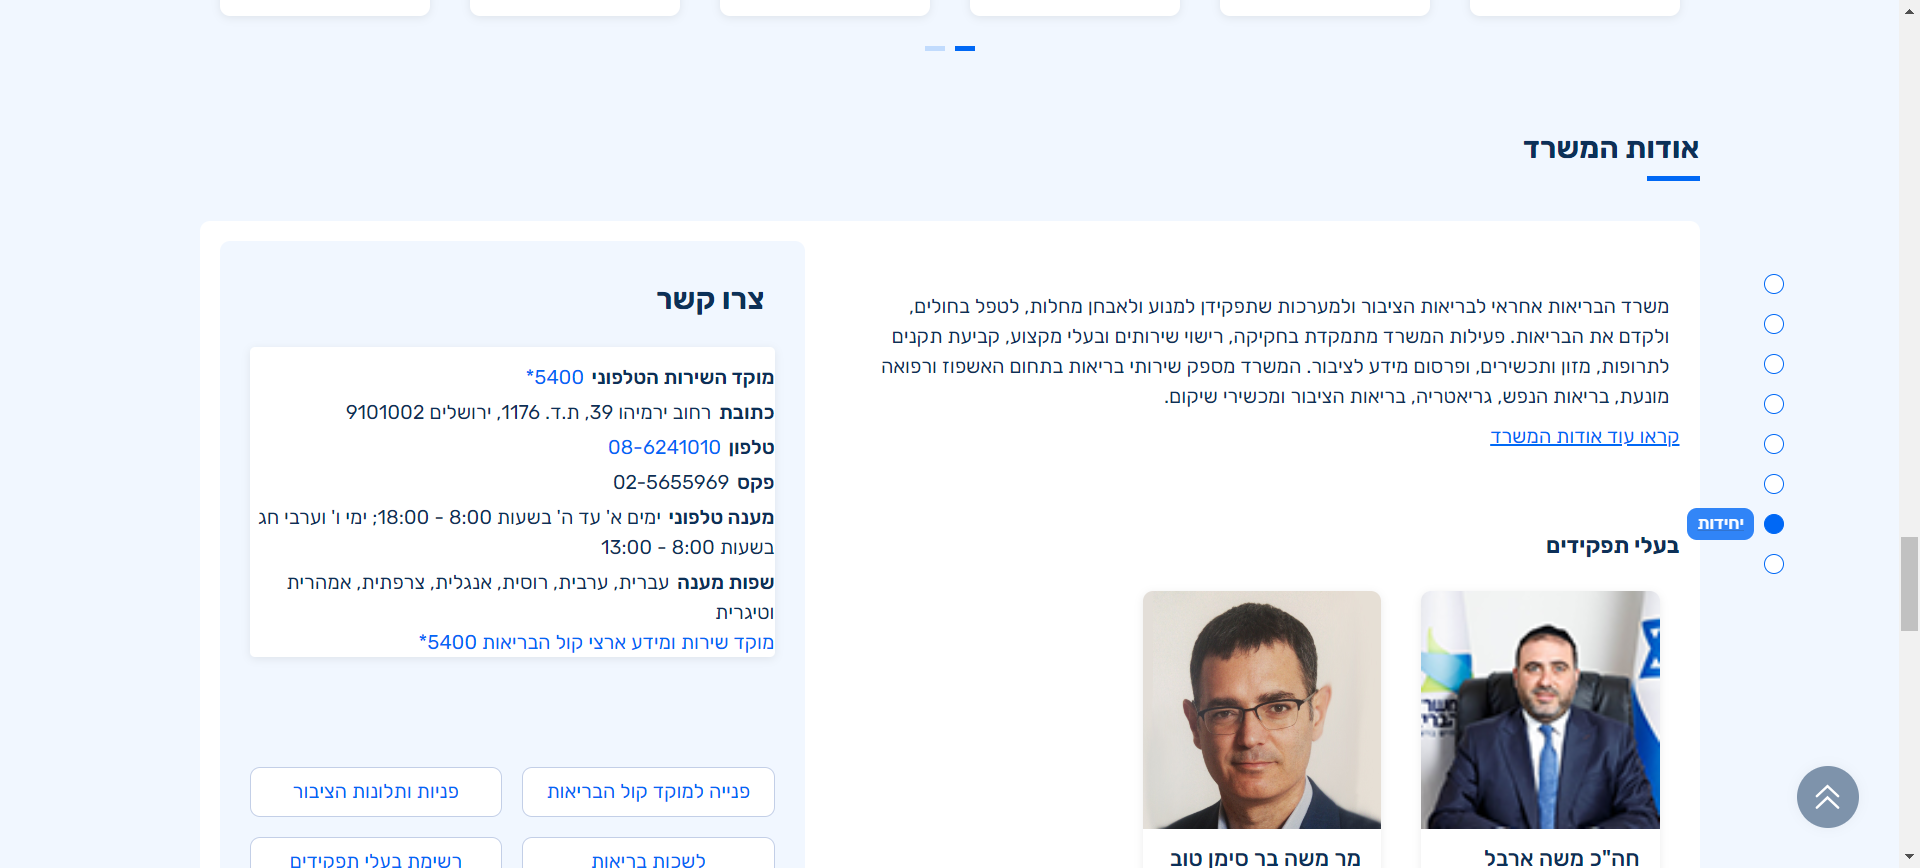 אודות המשרד
משרד הבריאות אחראי לבריאות הציבור ולמערכות שתפקידן למנוע ולאבחן מחלות, לטפל בחולים,
ולקדם את הבריאות. פעילות המשרד מתמקדת בחקיקה, רישוי שירותים ובעלי מקצוע, קביעת תקנים
לתרופות, מזון ותכשירים, ופרסום מידע לציבור. המשרד מספק שירותי בריאות בתחום האשפוז ורפואה
מונעת, בריאות הנפש, גריאטריה, בריאות הציבור ומכשירי שיקום.
קראו עוד אודות המשרד
יחידות
בעלי תפקידים
חה"כ משה ארבל
מר משה בר סימן טוב
צרו קשר
מוקד השירות הטלפוני 5400*
כתובת רחוב ירמיהו 39, ת.ד. 1176, ירושלים 9101002
טלפון 08-6241010
פקס 02-5655969
מענה טלפוני ימים א' עד ה' בשעות 8:00 - 18:00; ימי ו' וערבי חג
בשעות 8:00 - 13:00
שפות מענה עברית, ערבית, רוסית, אנגלית, צרפתית, אמהרית
וטיגרית
מוקד שירות ומידע ארצי קול הבריאות 5400*
פנייה למוקד קול הבריאות
פניות ותלונות הציבור
לשכות בריאות
רשימת בעלי תפקידים